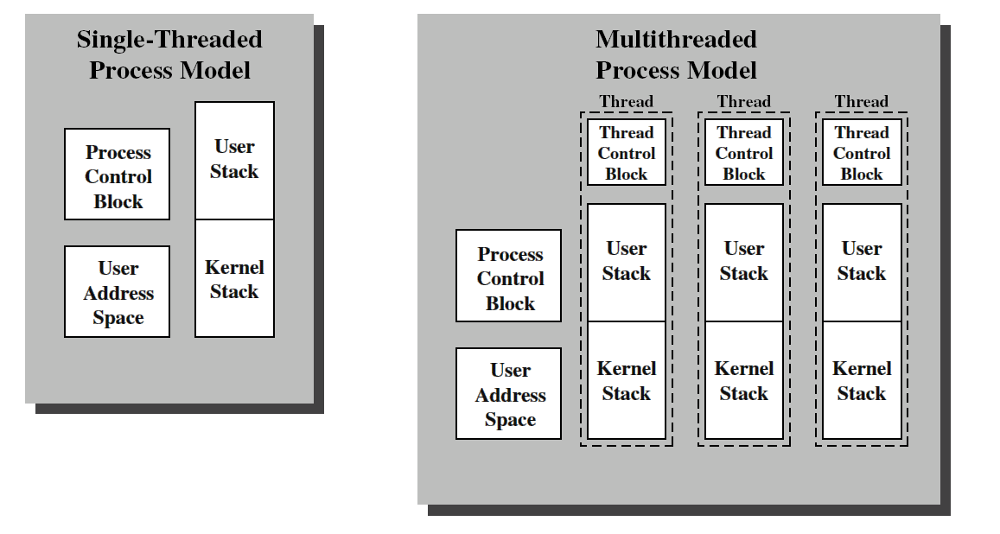 Single-Threaded
Process Model
Process
Control
Block
User
Address
Space
User
Stack
Kernel
Stack
Multithreaded
Process Model
Process
Control
Block
User
Address
Space
Thread
Thread
Control
Block
User
Stack
Kernel
Stack
Thread
Thread
Control
Block
User
Stack
Kernel
Stack
Thread
Thread
Control
Block
User
Stack
Kernel
Stack